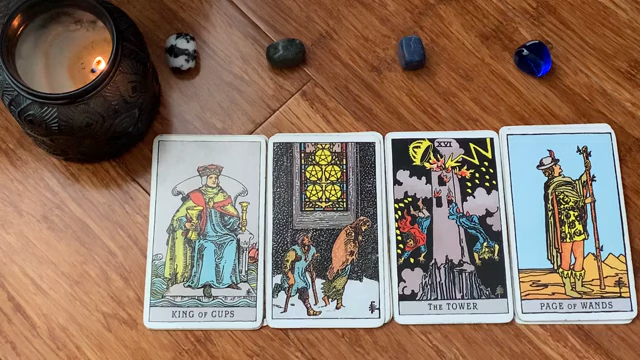 KING OF CUPS
XVI
THE TOWER
PAGE OF WANDS